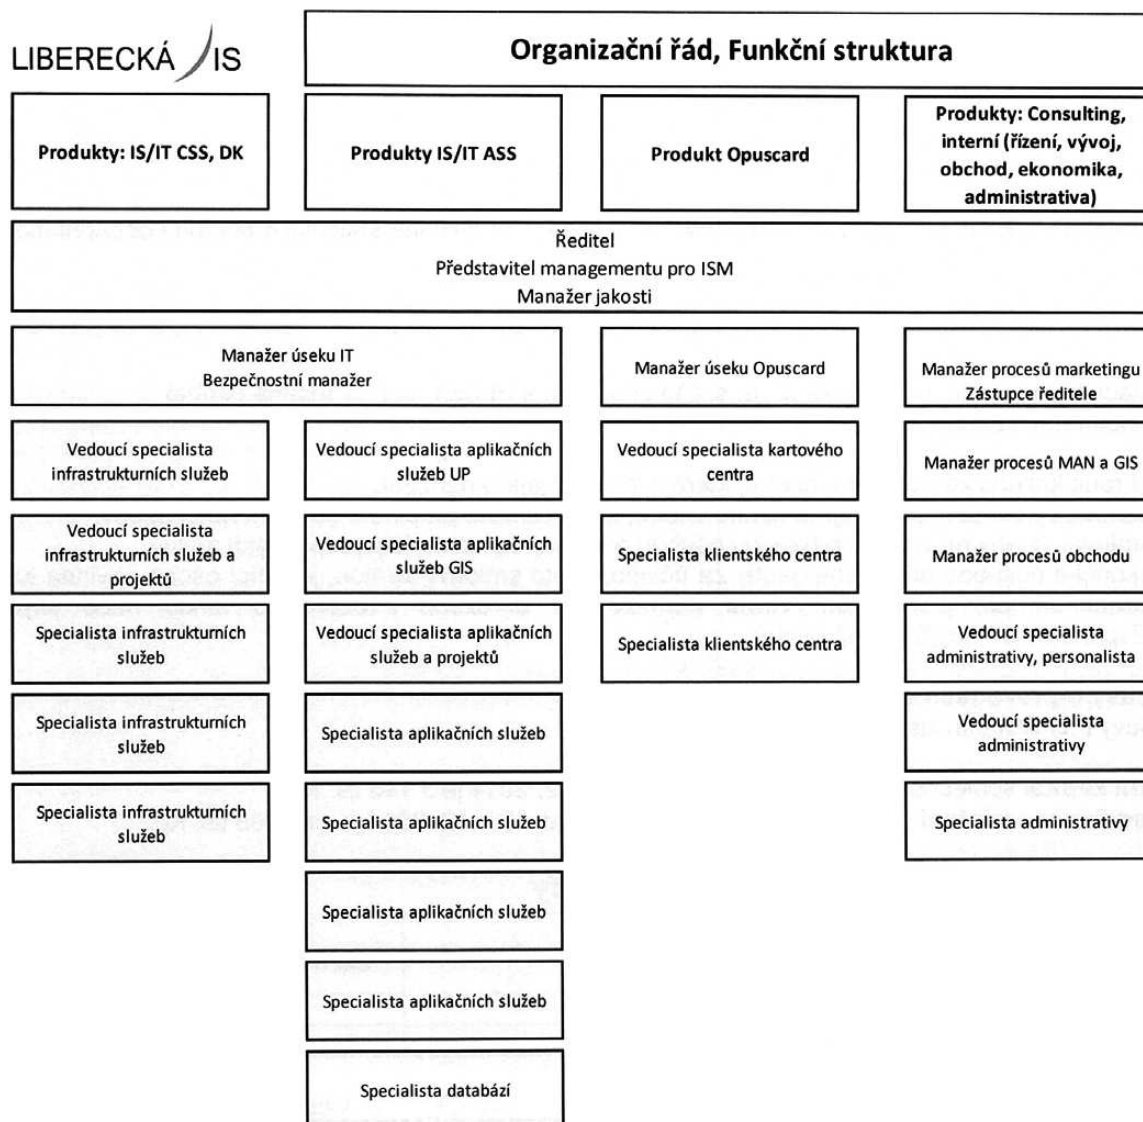 LIBERECKÁ IS
Organizační řád, Funkční struktura
Produkty: IS/IT CSS, DK
Produkty IS/IT ASS
Produkt Opuscard
Produkty: Consulting,
interní (řízení, vývoj,
obchod, ekonomika,
administrativa)
Ředitel
Představitel managementu pro ISM
Manažer jakosti
Manažer úseku IT
Bezpečnostní manažer
Manažer úseku Opuscard
Manažer procesů marketingu
Zástupce ředitele
Vedoucí specialista
infrastrukturních služeb
Vedoucí specialista aplikačních
služeb UP
Vedoucí specialista kartového
centra
Manažer procesů MAN a GIS
Vedoucí specialista
infrastrukturních služeb a
projektů
Vedoucí specialista aplikačních
služeb GIS
Specialista klientského centra
Manažer procesů obchodu
Specialista infrastrukturních
služeb
Vedoucí specialista aplikačních
služeb a projektů
Specialista klientského centra
Vedoucí specialista
administrativy, personalista
Specialista infrastrukturních
služeb
Specialista aplikačních služeb
Vedoucí specialista
administrativy
Specialista infrastrukturních
služeb
Specialista aplikačních služeb
Specialista administrativy
Specialista aplikačních služeb
Specialista aplikačních služeb
Specialista databází